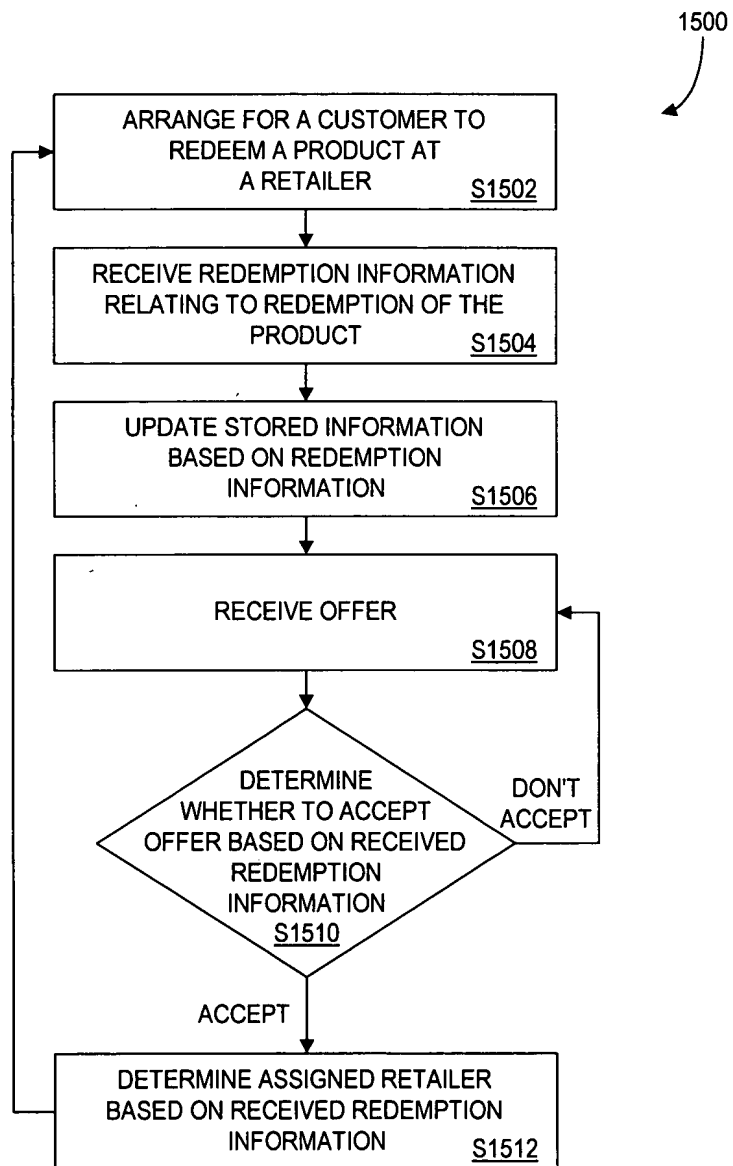 1500
ARRANGE FOR A CUSTOMER TO
REDEEM A PRODUCT AT
A RETAILER
S1502
RECEIVE REDEMPTION INFORMATION
RELATING TO REDEMPTION OF THE
PRODUCT
S1504
UPDATE STORED INFORMATION
BASED ON REDEMPTION
INFORMATION
S1506
RECEIVE OFFER
S1508
DETERMINE
WHETHER TO ACCEPT
OFFER BASED ON RECEIVED
REDEMPTION
INFORMATION
S1510
DON'T
ACCEPT
ACCEPT
DETERMINE ASSIGNED RETAILER
BASED ON RECEIVED REDEMPTION
INFORMATION
S1512